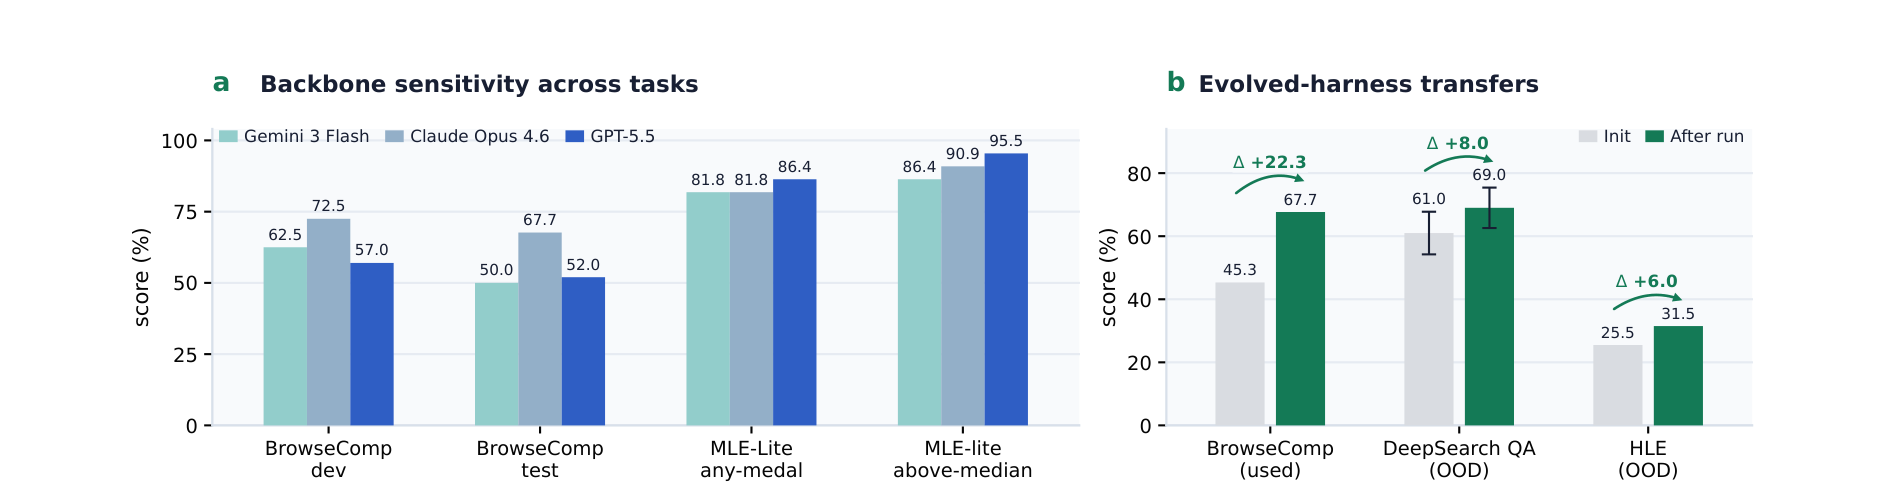 a Backbone sensitivity across tasks
Gemini 3 Flash Claude Opus 4.6 GPT-5.5
score (%)
100
75
50
25
0
62.5 72.5 57.0
50.0 67.7 52.0
81.8 81.8 86.4
86.4 90.9 95.5
BrowseComp
dev
BrowseComp
test
MLE-Lite
any-medal
MLE-lite
above-median
b Evolved-harness transfers
Init After run
score (%)
80
60
40
20
0
Δ +22.3
45.3 67.7
Δ +8.0
61.0 69.0
Δ +6.0
25.5 31.5
BrowseComp
(used)
DeepSearch QA
(OOD)
HLE
(OOD)